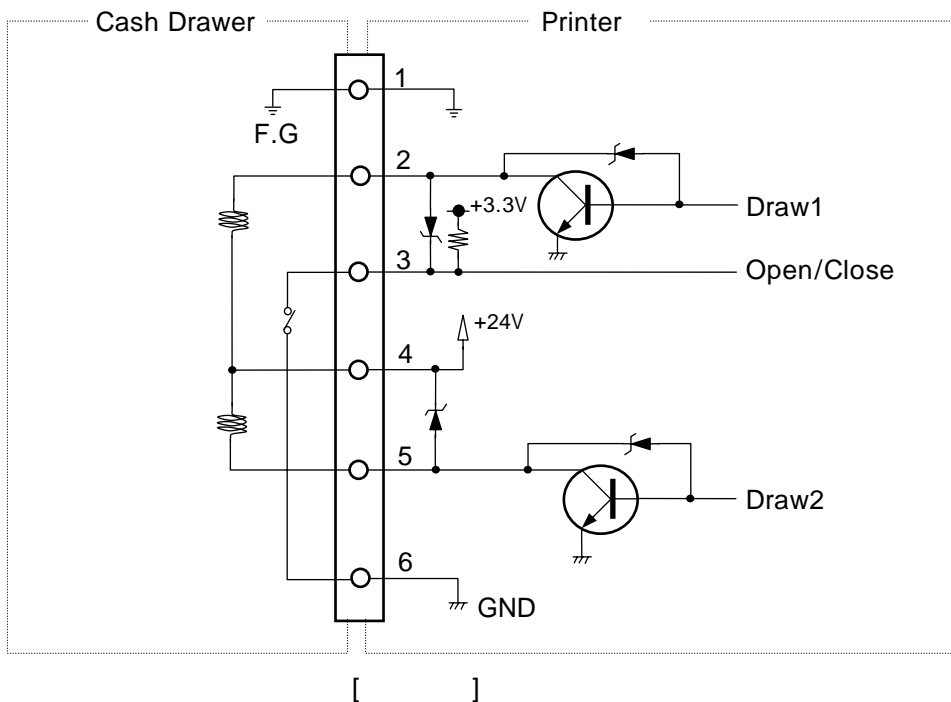 Cash Drawer
Printer
1
F.G
2
+3.3V
Draw1
3
Open/Close
+24V
4
5
Draw2
6
GND
[ ]